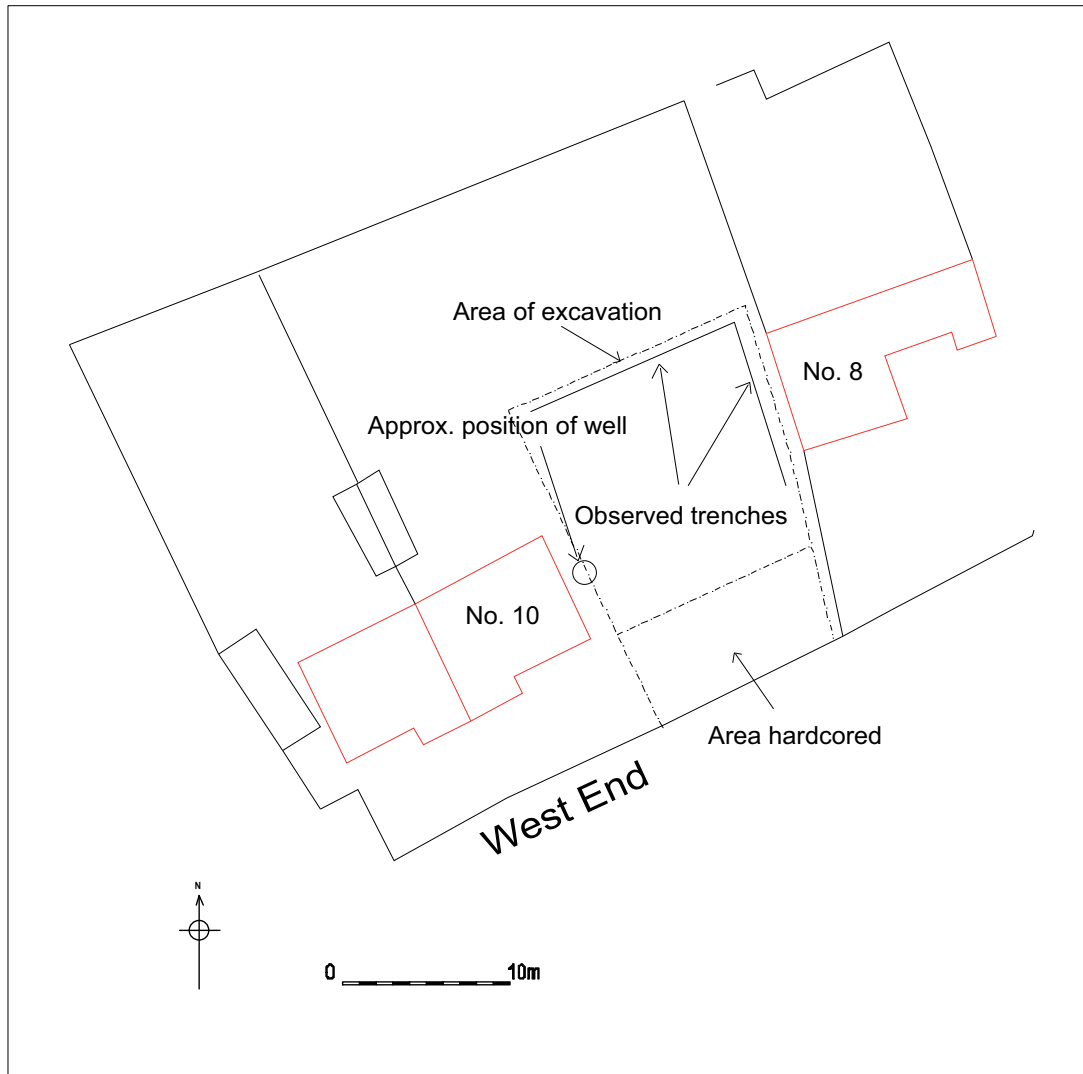 Area of excavation
No. 8
Approx. position of well
Observed trenches
No. 10
Area hardcored
West End
N
0 10m